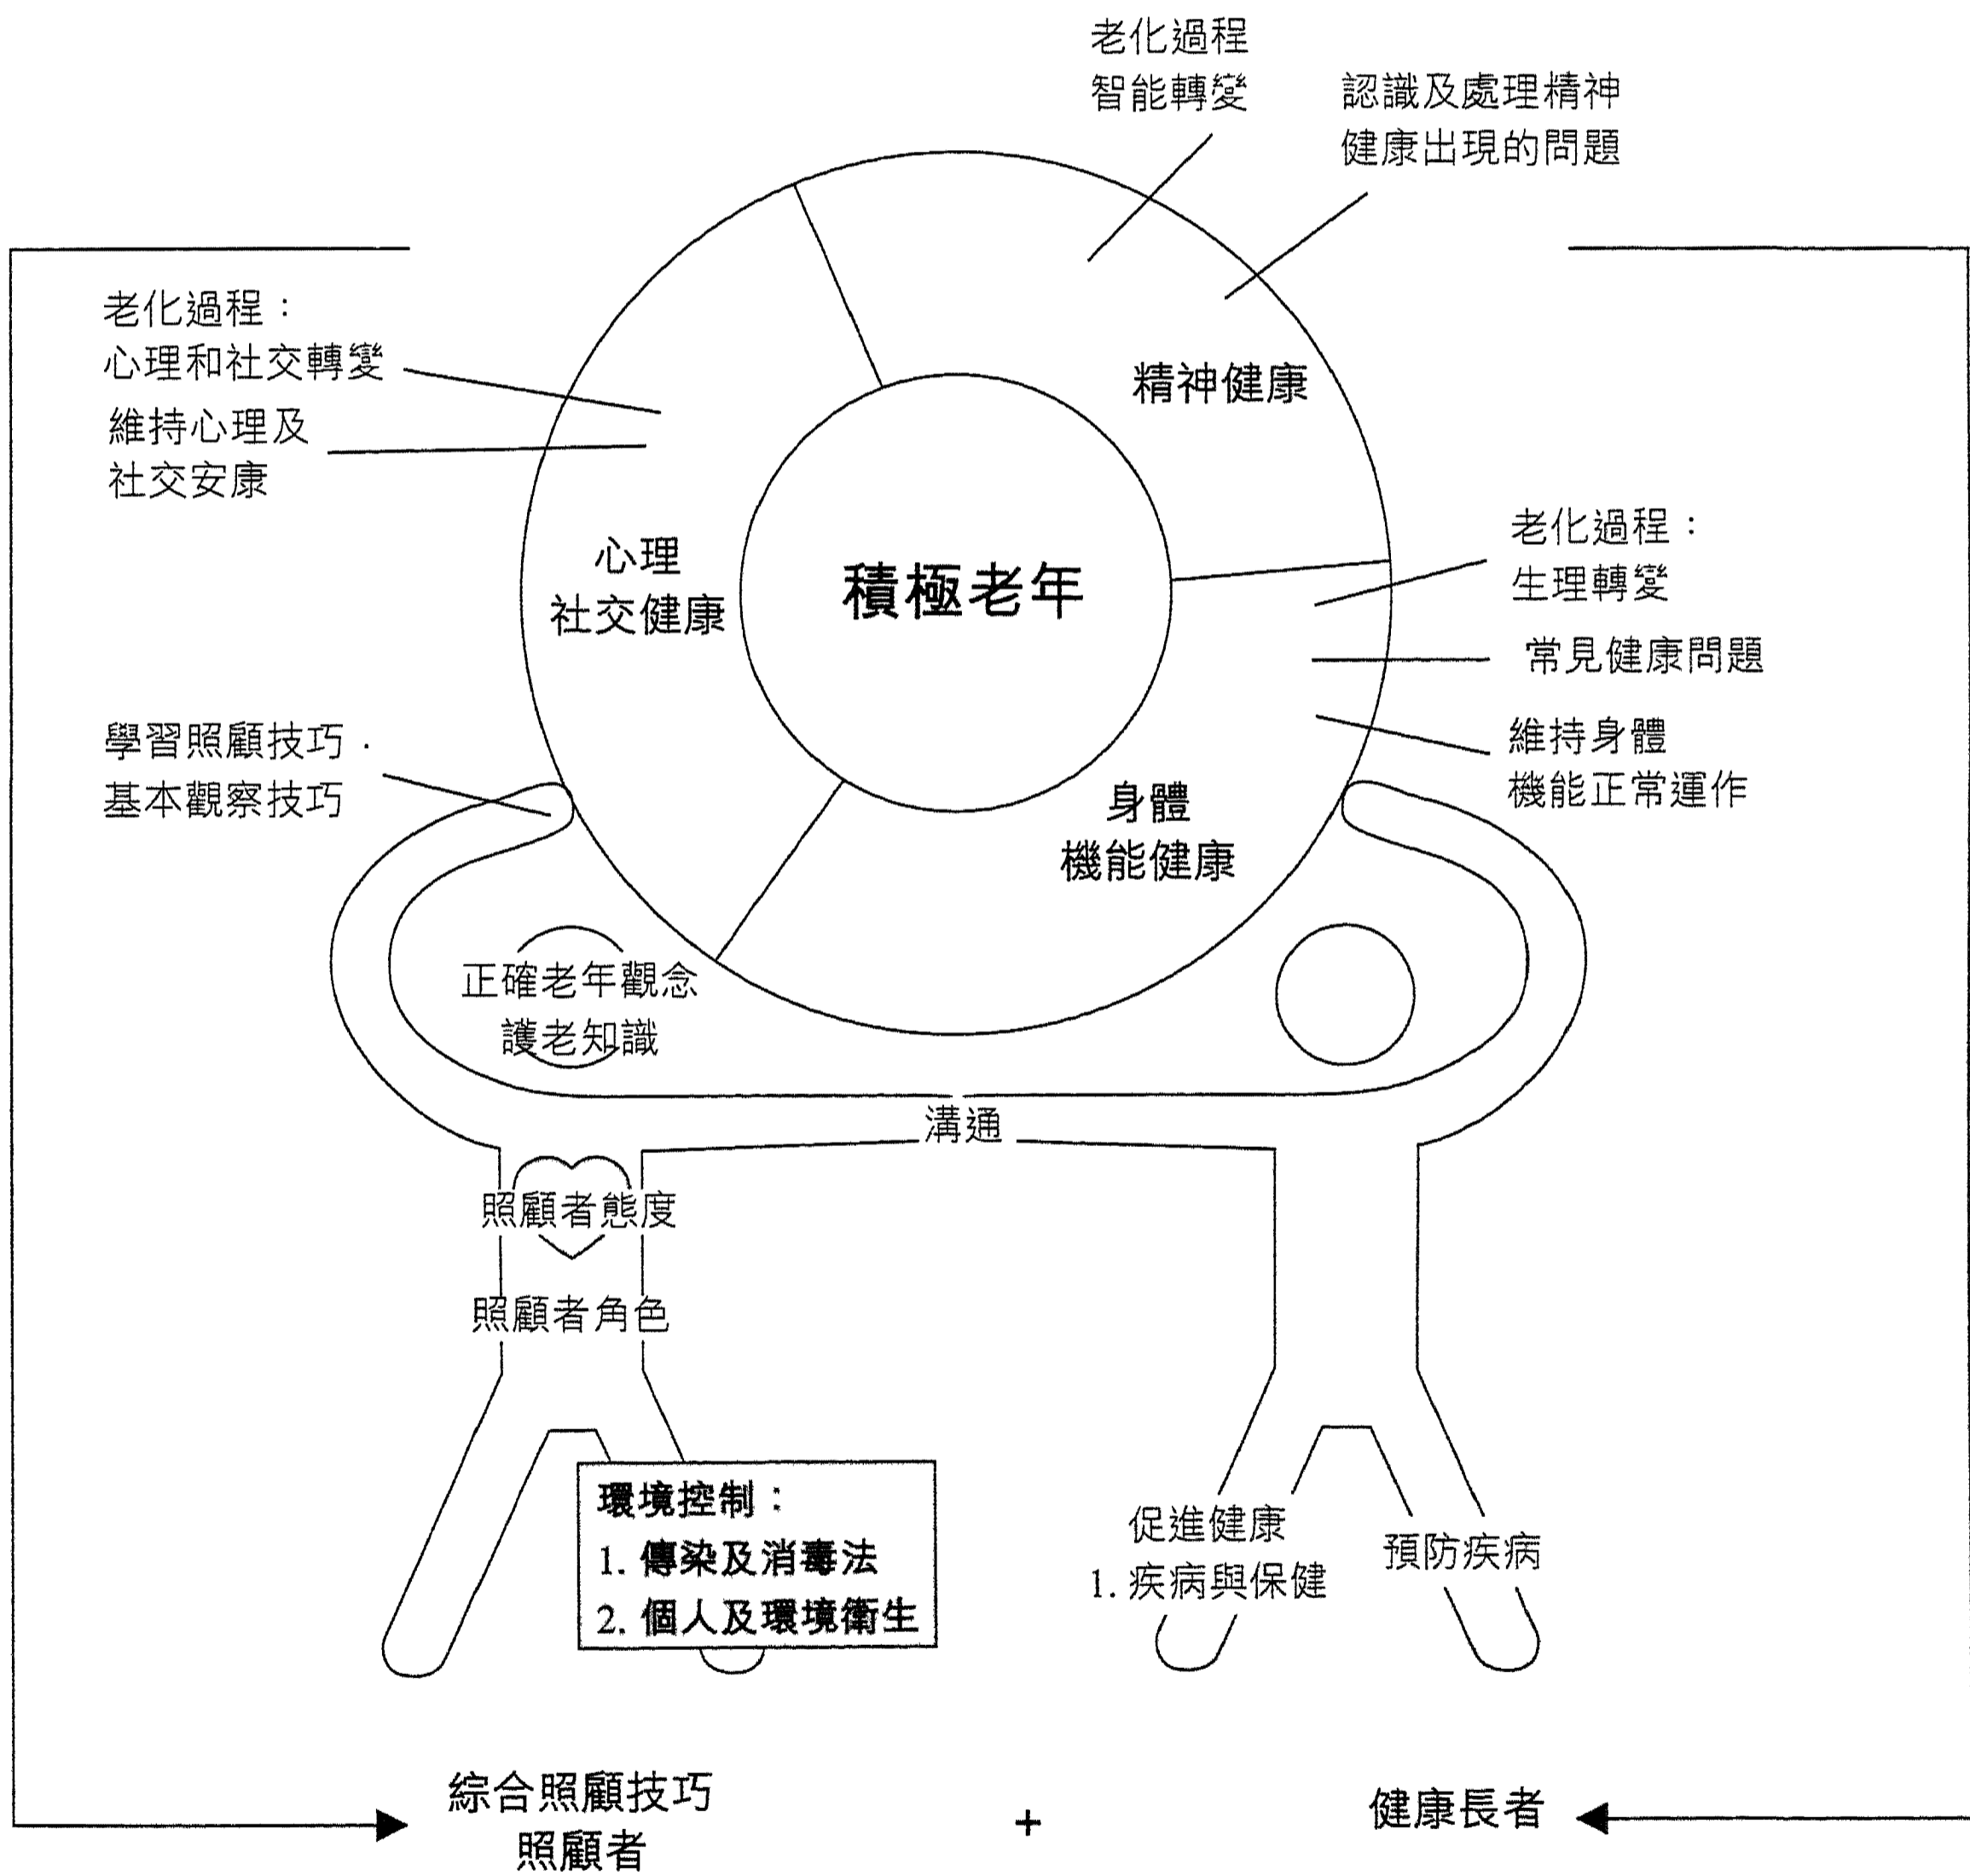 老化過程
智能轉變
認識及處理精神
健康出現的問題
老化過程：
心理和社交轉變
維持心理及
社交安康
精神健康
心理
社交健康
積極老年
老化過程：
生理轉變
常見健康問題
維持身體
機能正常運作
學習照顧技巧．
基本觀察技巧
身體
機能健康
正確老年觀念
護老知識
溝通
照顧者態度
照顧者角色
環境控制：
1. 傳染及消毒法
2. 個人及環境衛生
促進健康
1. 疾病與保健
預防疾病
綜合照顧技巧
照顧者
+
健康長者